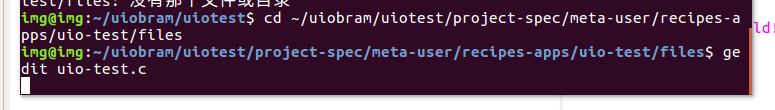 test/files: 没有那个文件或目录
img@img:~/uiobram/uiotest$ cd ~/uiobram/uiotest/project-spec/meta-user/recipes-a
pps/uio-test/files
img@img:~/uiobram/uiotest/project-spec/meta-user/recipes-apps/uio-test/files$ ge
dit uio-test.c
ld!